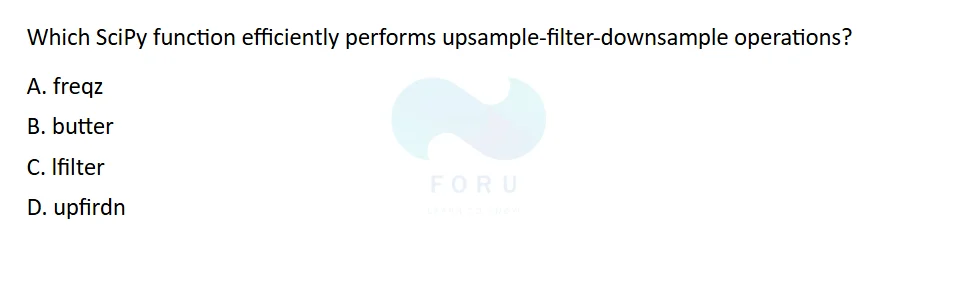 Which SciPy function efficiently performs upsample-filter-downsample operations?
A. freqz
B. butter
C. lfilter
D. upfirdn
FORU